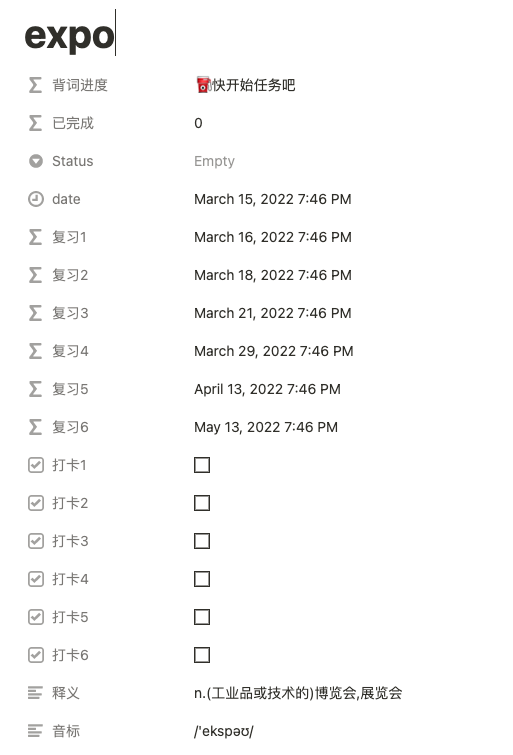 expo
背词进度 快开始任务吧
已完成 0
Status Empty
date March 15, 2022 7:46 PM
复习1 March 16, 2022 7:46 PM
复习2 March 18, 2022 7:46 PM
复习3 March 21, 2022 7:46 PM
复习4 March 29, 2022 7:46 PM
复习5 April 13, 2022 7:46 PM
复习6 May 13, 2022 7:46 PM
打卡1
打卡2
打卡3
打卡4
打卡5
打卡6
释义 n.(工业品或技术的)博览会,展览会
音标 /'ekspəʊ/